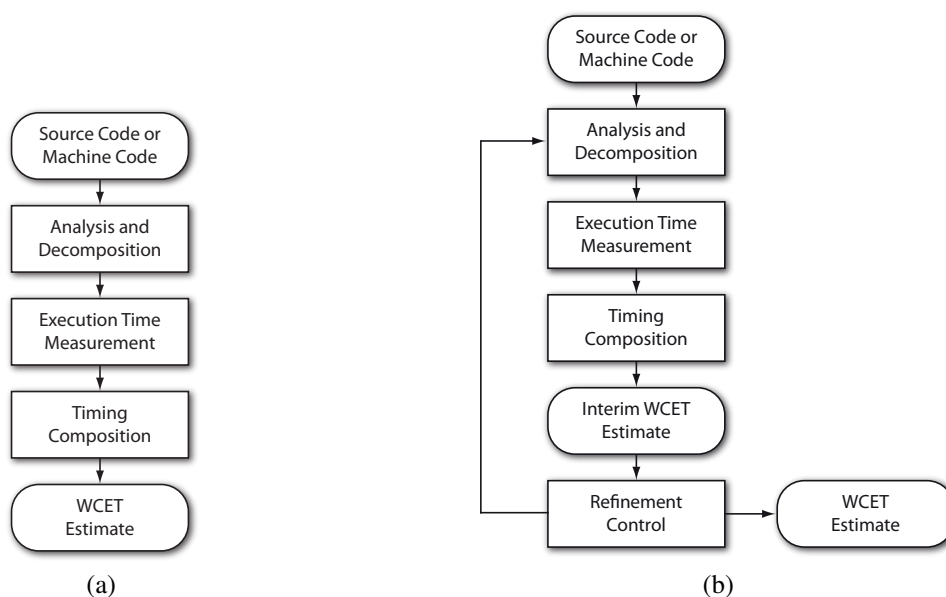 Source Code or
Machine Code
Analysis and
Decomposition
Execution Time
Measurement
Timing
Composition
WCET
Estimate
(a)
Source Code or
Machine Code
Analysis and
Decomposition
Execution Time
Measurement
Timing
Composition
Interim WCET
Estimate
Refinement
Control
WCET
Estimate
(b)